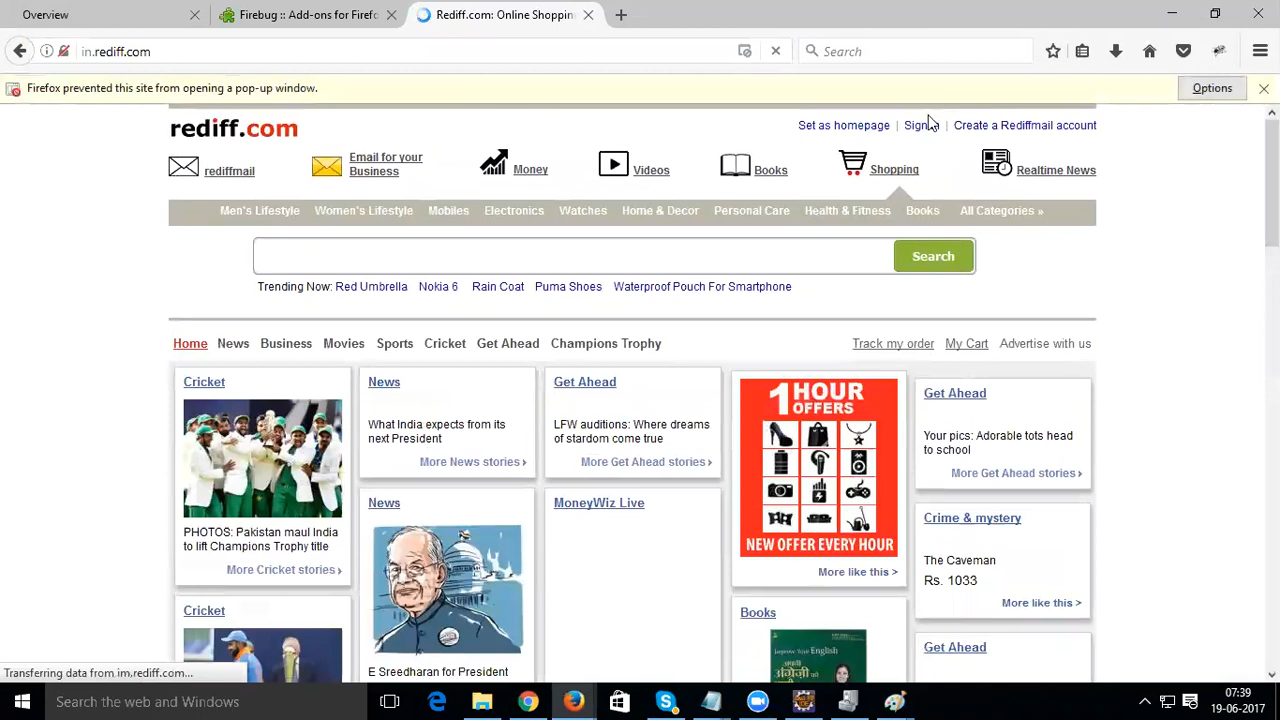 Overview
Getting :: Add-ons for F
Rediff.com: Online Shopping
in.rediff.com
Search
Firefox prevented this site from opening a pop-up window.
Options
rediff.com
Set as homepage | Sign | Create a Rediffmail account
rediffmail
Email for your
Business
Money
Videos
Books
Shopping
Realtime News
Men's Lifestyle Women's Lifestyle Mobiles Electronics Watches Home & Decor Personal Care Health & Fitness Books All Categories »
Search
Trending Now: Red Umbrella Nokia 6 Rain Coat Puma Shoes Waterproof Pouch For Smartphone
Home News Business Movies Sports Cricket Get Ahead Champions Trophy
Track my order My Cart Advertise with us
Cricket
PHOTOS: Pakistan maul India
to lift Champions Trophy title
More Cricket stories ›
Cricket
News
What India expects from its
next President
More News stories ›
News
E Sreedharan for President
Get Ahead
LFW auditions: Where dreams
of stardom come true
More Get Ahead stories ›
MoneyWiz Live
1 HOUR
OFFERS
NEW OFFER EVERY HOUR
More like this >
Books
Improve Your English
Get Ahead
Your pics: Adorable tots head
to school
More Get Ahead stories ›
Crime & mystery
The Caveman
Rs. 1033
More like this >
Get Ahead
Transferring data from im.rediff.com...
Search the web and Windows
07:39
19-06-2017